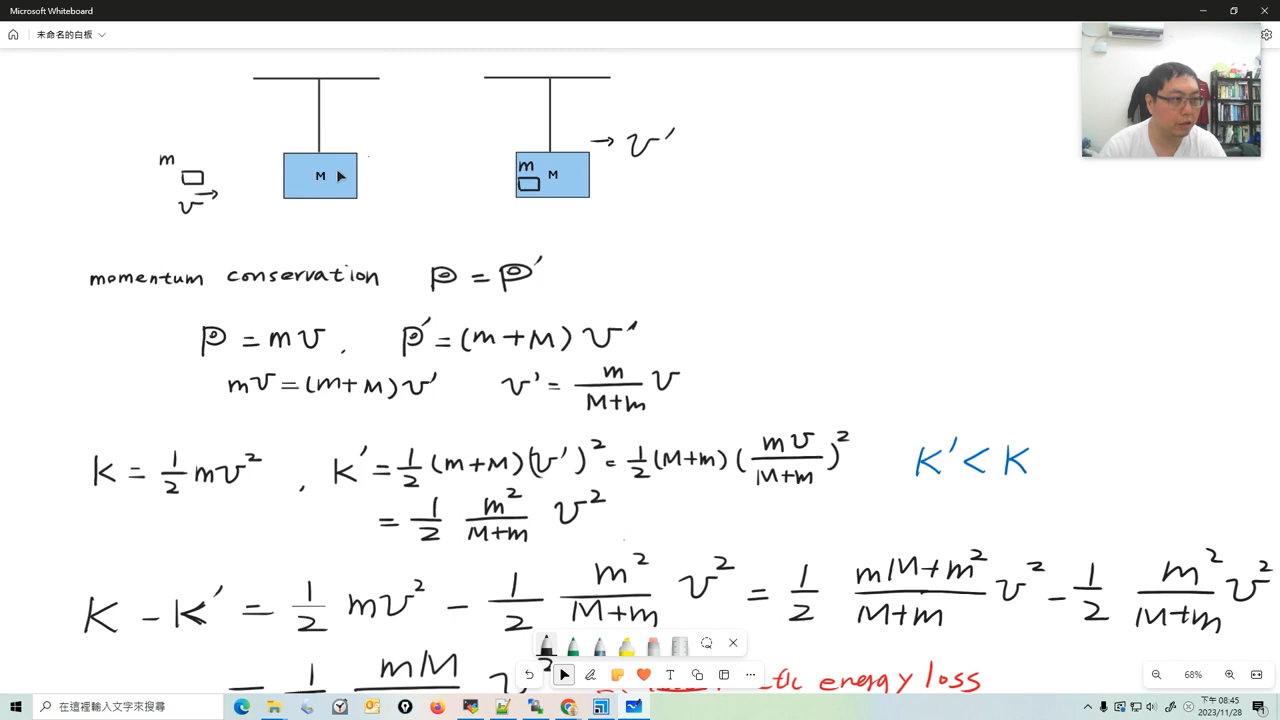 Microsoft Whiteboard
未命名的白板
m
v
M
m
M
→ v′
momentum conservation P = P′
P = mv , P′ = (m+M) v′
mv = (m+M) v′ v′ = m/(M+m) v
K = 1/2 mv² , K′ = 1/2 (m+M)(v′)² = 1/2 (M+m) (mv/(M+m))² K′ < K
= 1/2 m²/(M+m) v²
K − K′ = 1/2 mv² − 1/2 m²/(M+m) v² = 1/2 (mM+m²)/(M+m) v² − 1/2 m²/(M+m) v²
= 1 mM v² energy loss
68%
在這裡輸入文字來搜尋
下午 08:45
2023/11/28